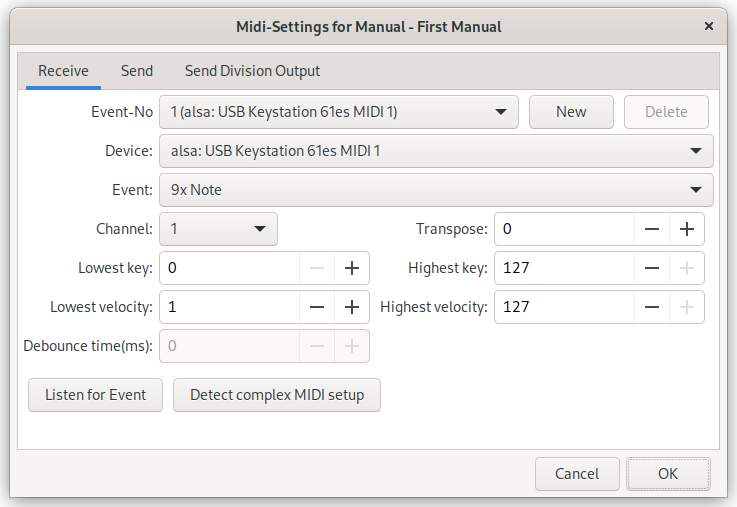 Midi-Settings for Manual - First Manual
Receive Send Send Division Output
Event-No 1 (alsa: USB Keystation 61es MIDI 1) New Delete
Device: alsa: USB Keystation 61es MIDI 1
Event: 9x Note
Channel: 1 Transpose: 0
Lowest key: 0 Highest key: 127
Lowest velocity: 1 Highest velocity: 127
Debounce time(ms): 0
Listen for Event Detect complex MIDI setup
Cancel OK